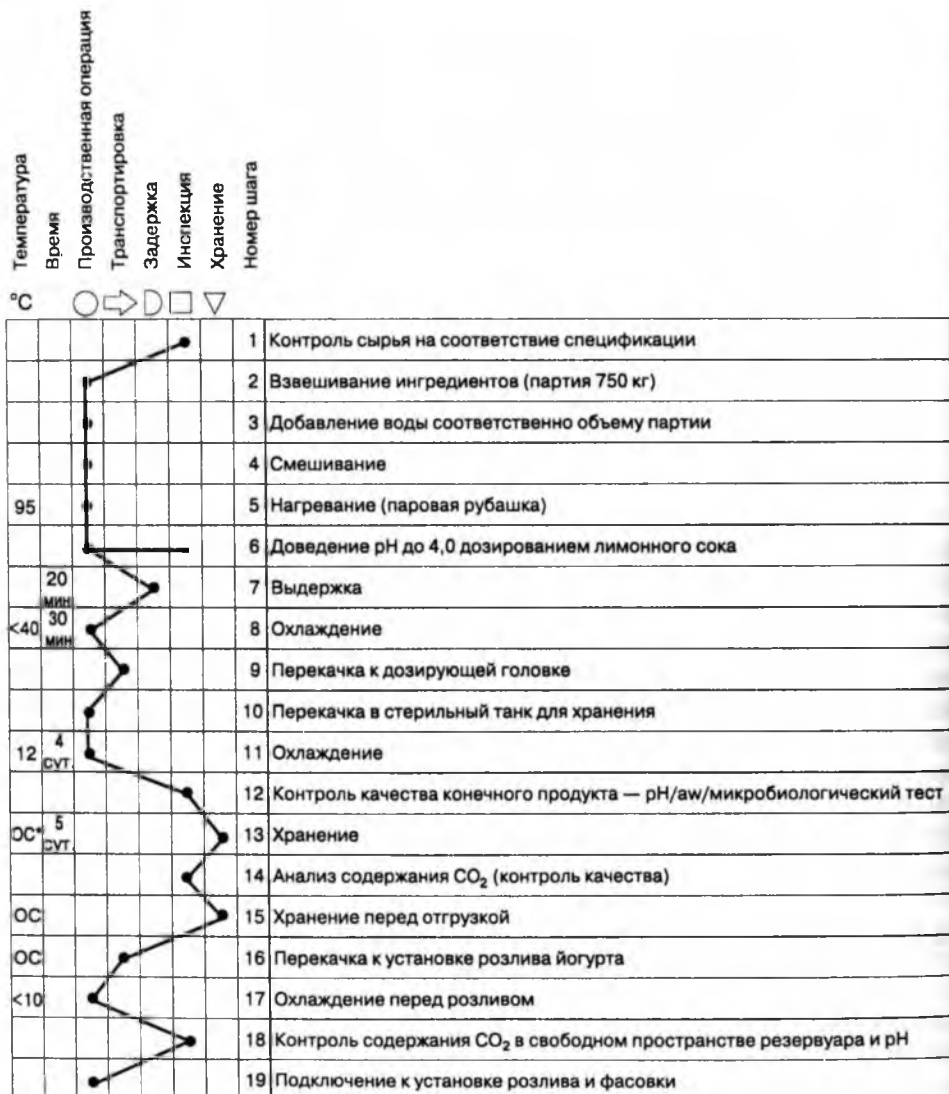 Температура
Время
Производственная операция
Транспортировка
Задержка
Инспекция
Хранение
Номер шага
°C
1 Контроль сырья на соответствие спецификации
2 Взвешивание ингредиентов (партия 750 кг)
3 Добавление воды соответственно объему партии
4 Смешивание
95 5 Нагревание (паровая рубашка)
6 Доведение pH до 4,0 дозированием лимонного сока
20 мин 7 Выдержка
<40 30 мин 8 Охлаждение
9 Перекачка к дозирующей головке
10 Перекачка в стерильный танк для хранения
12 4 сут. 11 Охлаждение
12 Контроль качества конечного продукта — pH/aw/микробиологический тест
ОС* 5 сут. 13 Хранение
14 Анализ содержания CO₂ (контроль качества)
ОС 15 Хранение перед отгрузкой
ОС 16 Перекачка к установке розлива йогурта
<10 17 Охлаждение перед розливом
18 Контроль содержания CO₂ в свободном пространстве резервуара и pH
19 Подключение к установке розлива и фасовки